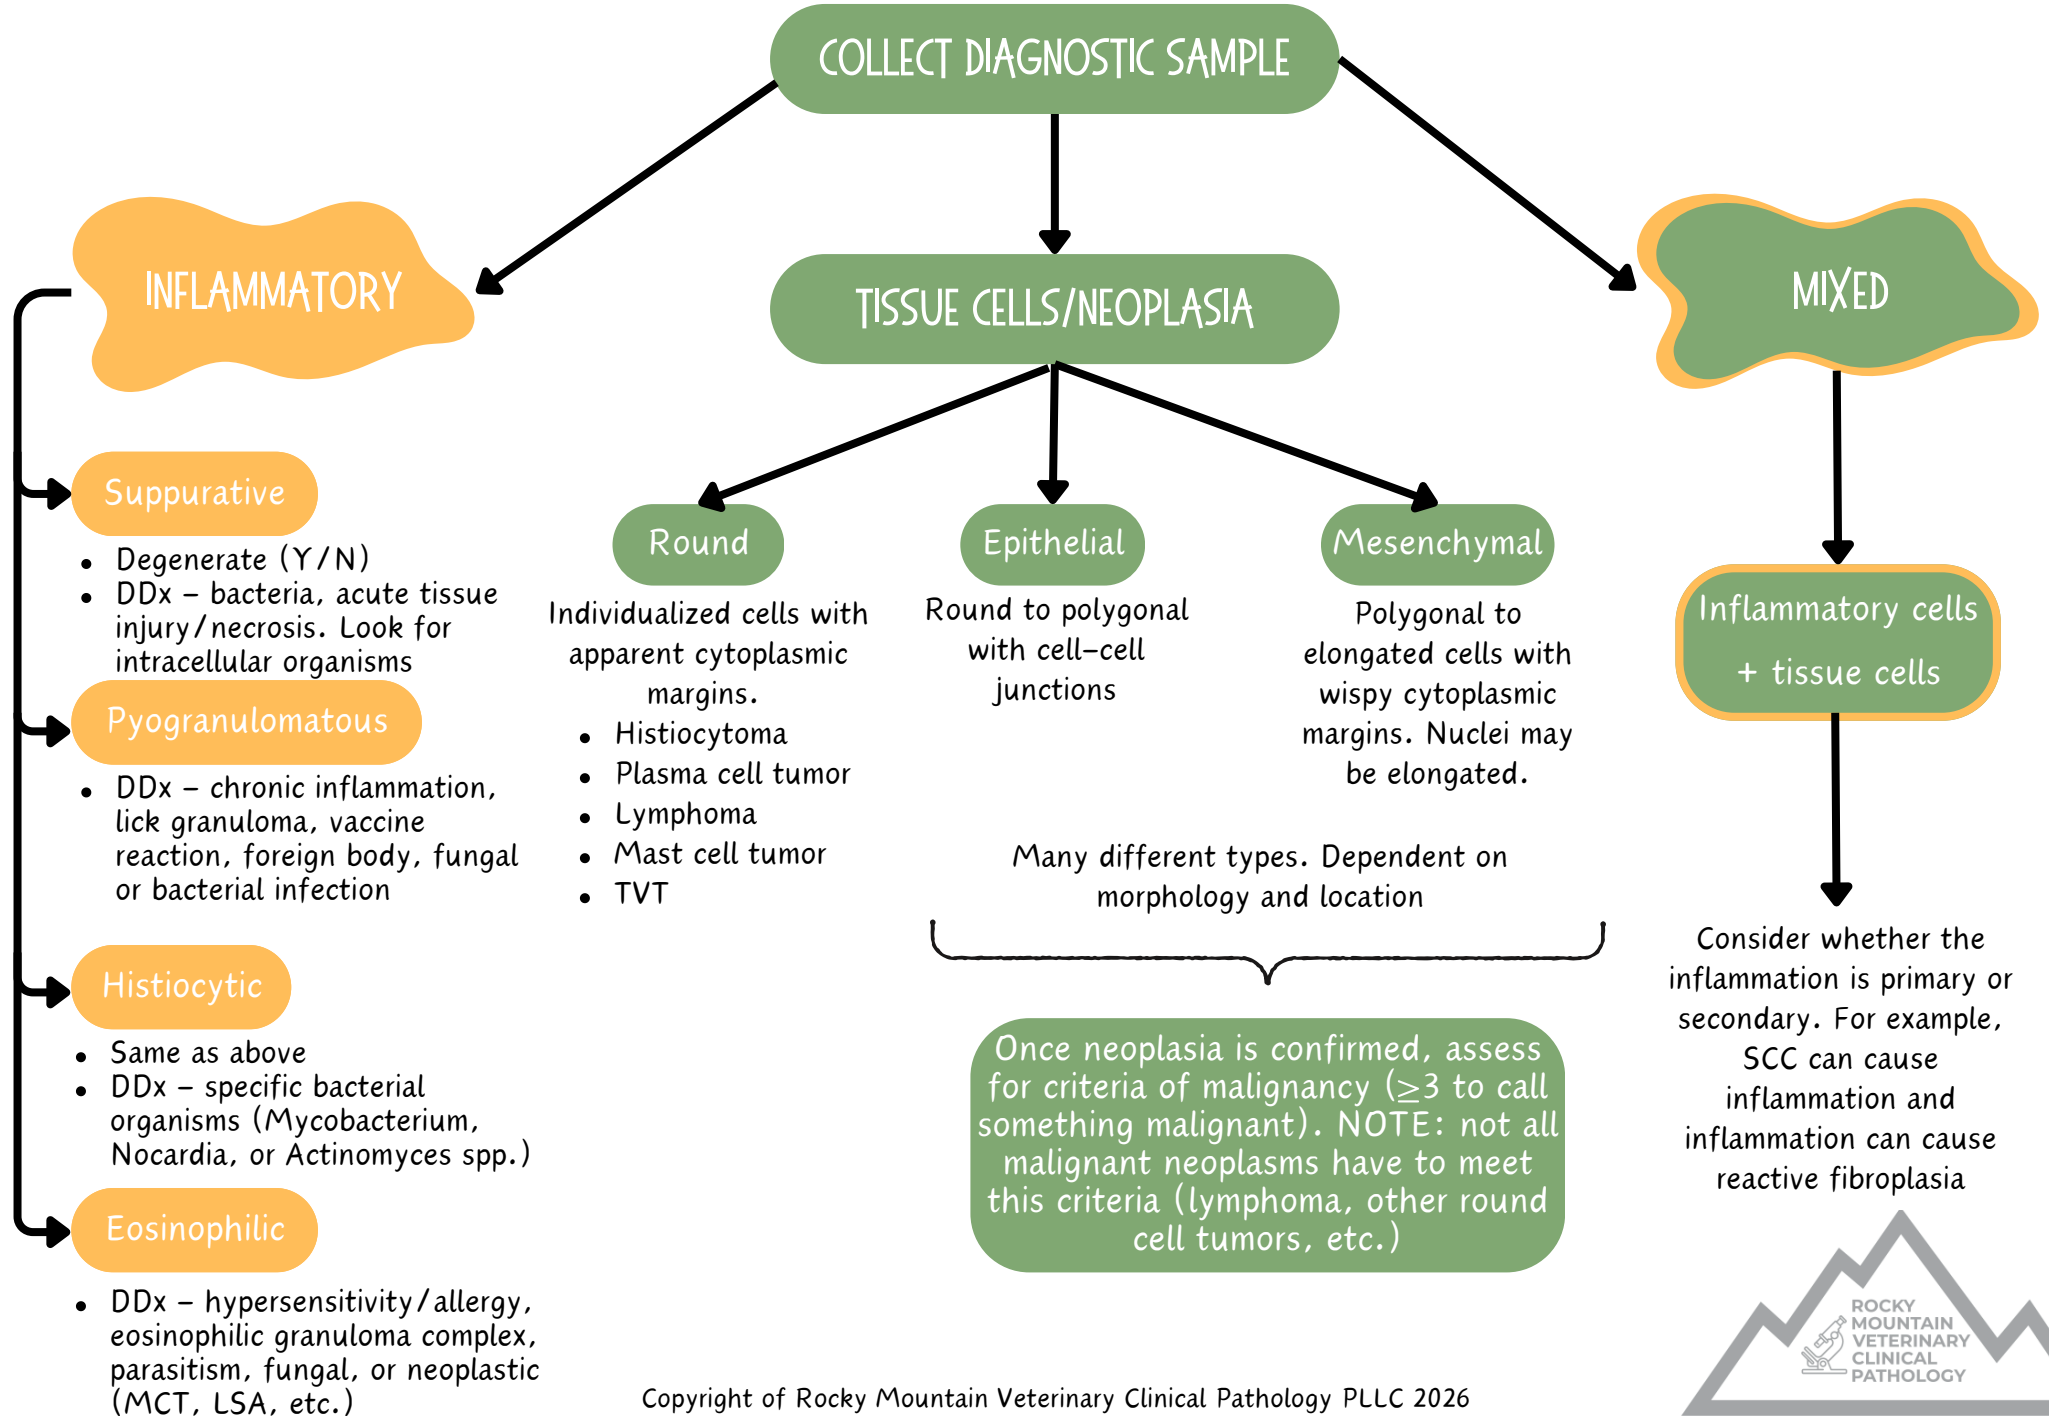 COLLECT DIAGNOSTIC SAMPLE
INFLAMMATORY
Suppurative
• Degenerate (Y/N)
• DDx – bacteria, acute tissue
injury/necrosis. Look for
intracellular organisms
Pyogranulomatous
• DDx – chronic inflammation,
lick granuloma, vaccine
reaction, foreign body, fungal
or bacterial infection
Histiocytic
• Same as above
• DDx – specific bacterial
organisms (Mycobacterium,
Nocardia, or Actinomyces spp.)
Eosinophilic
• DDx – hypersensitivity/allergy,
eosinophilic granuloma complex,
parasitism, fungal, or neoplastic
(MCT, LSA, etc.)
TISSUE CELLS/NEOPLASIA
Round
Individualized cells with
apparent cytoplasmic
margins.
• Histiocytoma
• Plasma cell tumor
• Lymphoma
• Mast cell tumor
• TVT
Epithelial
Round to polygonal
with cell–cell
junctions
Mesenchymal
Polygonal to
elongated cells with
wispy cytoplasmic
margins. Nuclei may
be elongated.
Many different types. Dependent on
morphology and location
Once neoplasia is confirmed, assess
for criteria of malignancy (≥3 to call
something malignant). NOTE: not all
malignant neoplasms have to meet
this criteria (lymphoma, other round
cell tumors, etc.)
MIXED
Inflammatory cells
+ tissue cells
Consider whether the
inflammation is primary or
secondary. For example,
SCC can cause
inflammation and
inflammation can cause
reactive fibroplasia
ROCKY
MOUNTAIN
VETERINARY
CLINICAL
PATHOLOGY
Copyright of Rocky Mountain Veterinary Clinical Pathology PLLC 2026